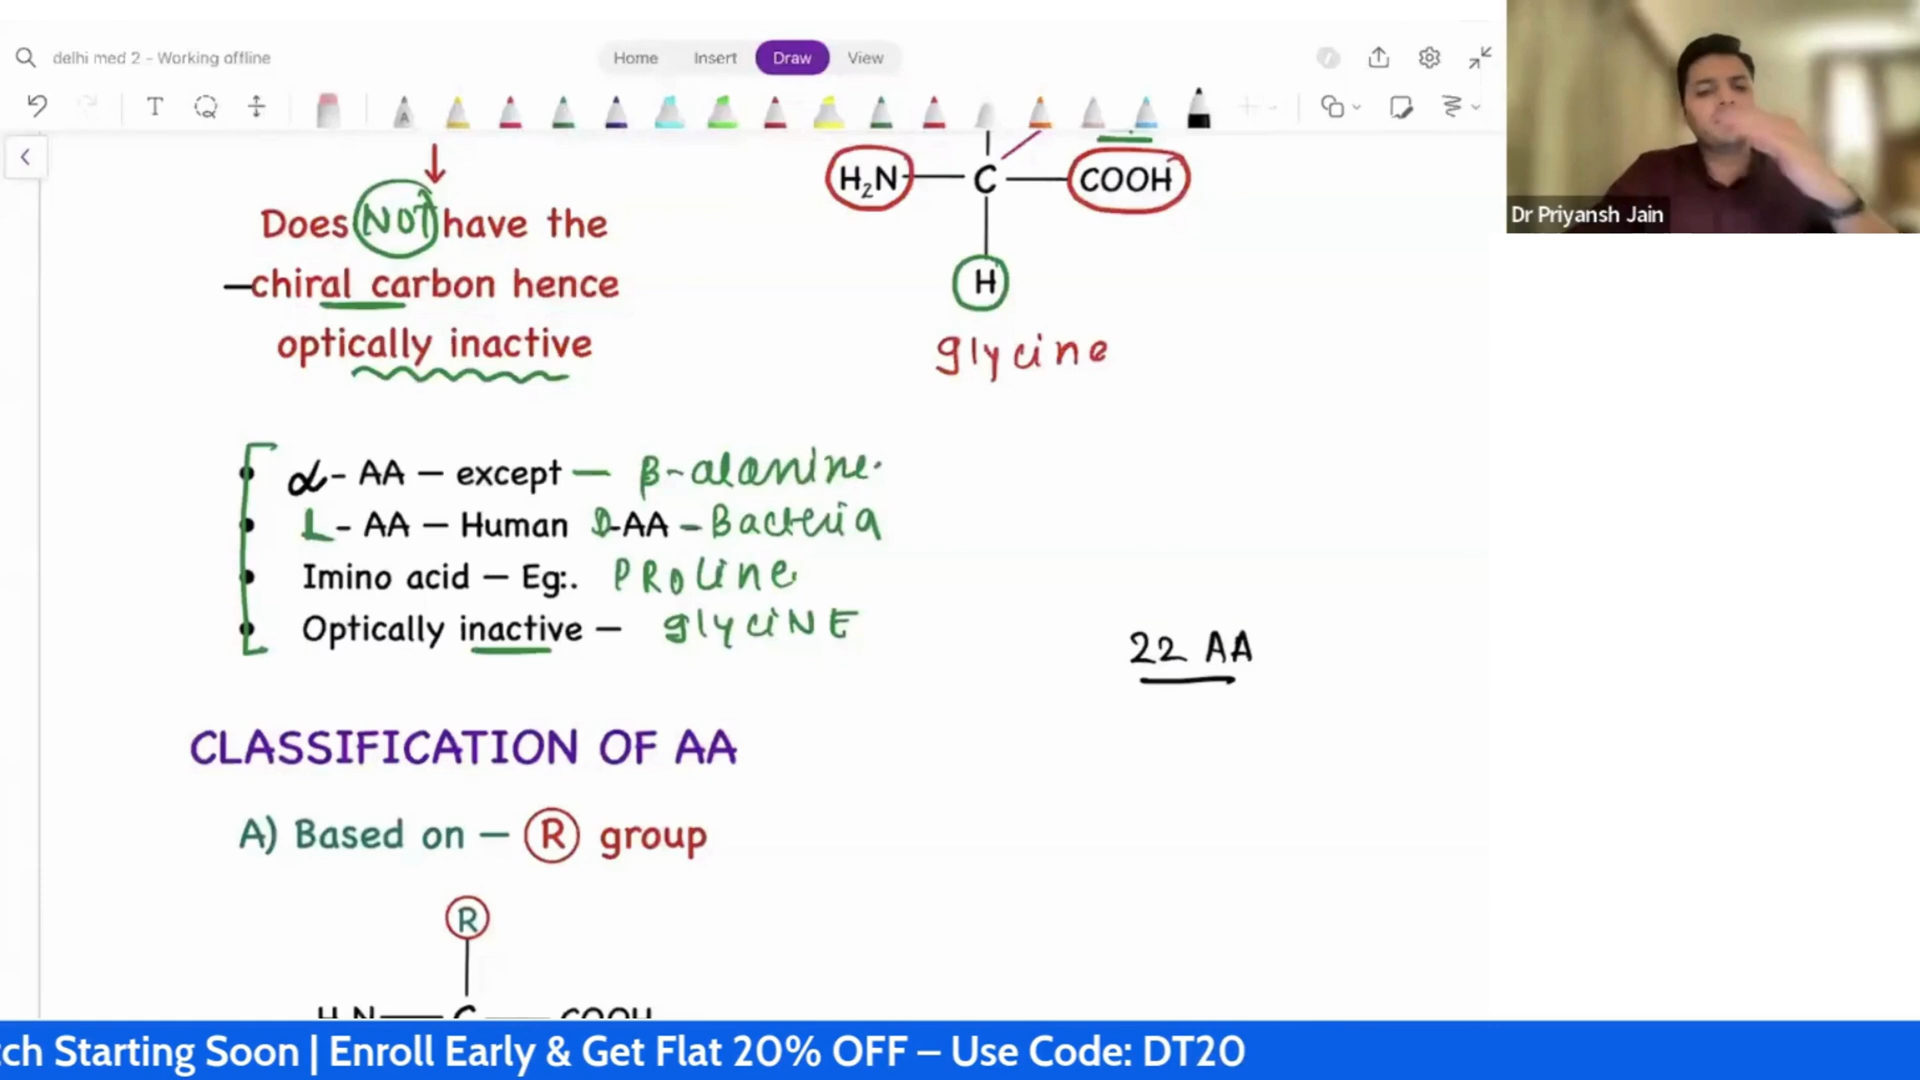 delhi med 2 - Working offline
Home Insert Draw View
T
A
H₂N C COOH
H
glycine
Does NOT have the
chiral carbon hence
optically inactive
α - AA – except — β-alanine.
L - AA – Human D-AA - Bacteria
Imino acid – Eg:. PROLINE
Optically inactive – glyciNE
22 AA
CLASSIFICATION OF AA
A) Based on – R group
R
Dr Priyansh Jain
ch Starting Soon | Enroll Early & Get Flat 20% OFF – Use Code: DT20